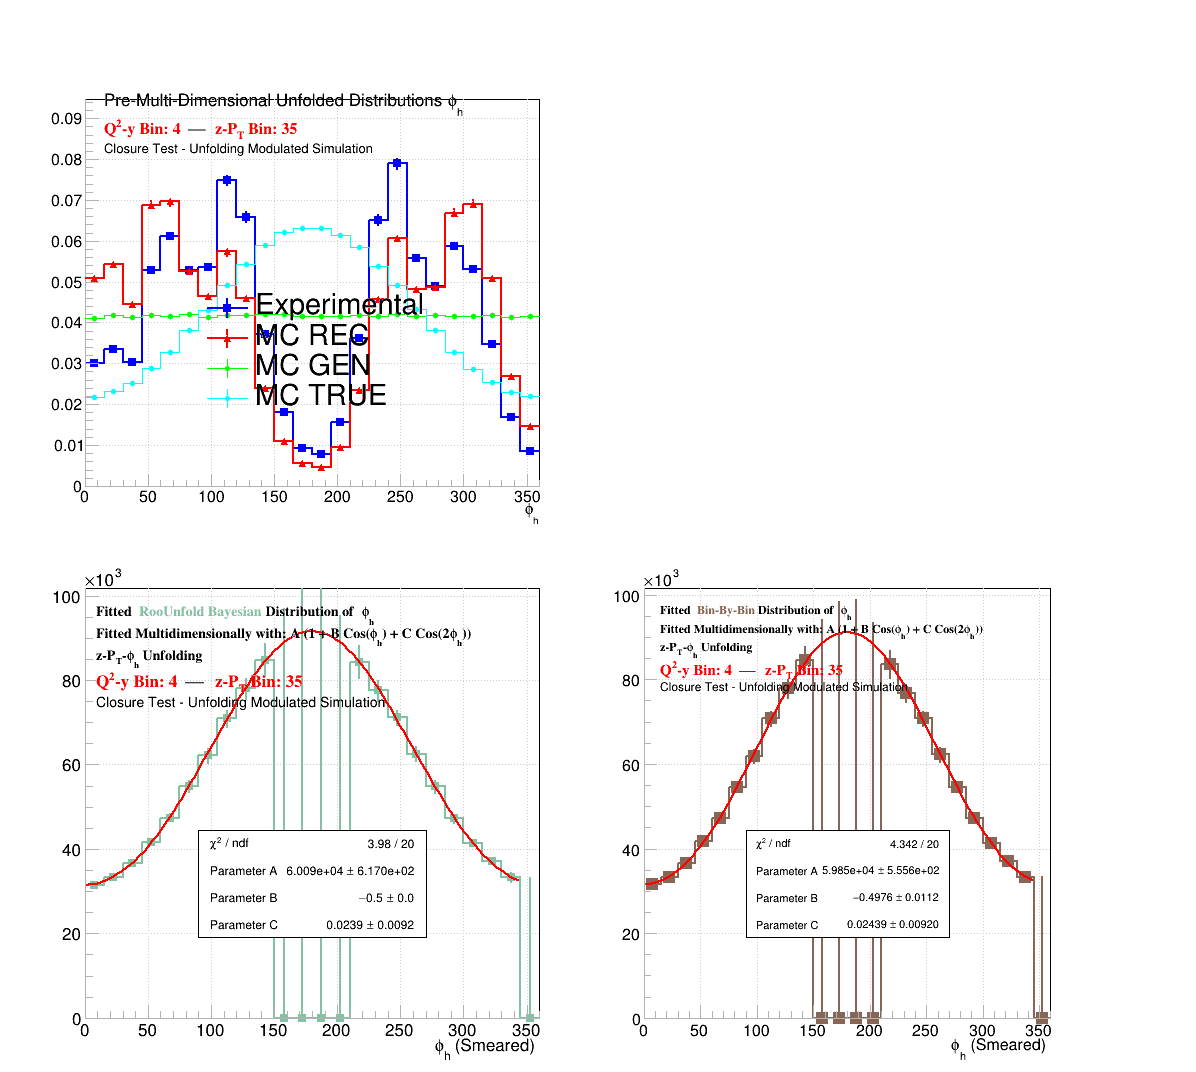 Pre-Multi-Dimensional Unfolded Distributions ϕh
Q²-y Bin: 4 — z-PT Bin: 35
Closure Test - Unfolding Modulated Simulation
0.09
0.08
0.07
0.06
0.05
0.04
0.03
0.02
0.01
0
Experimental
MC REC
MC GEN
MC TRUE
0 50 100 150 200 250 300 350
ϕh
×10³
Fitted RooUnfold Bayesian Distribution of ϕh
Fitted Multidimensionally with: A (1 + B Cos(ϕh) + C Cos(2ϕh))
z-PT-ϕh Unfolding
Q²-y Bin: 4 — z-PT Bin: 35
Closure Test - Unfolding Modulated Simulation
100
80
60
40
20
0
χ² / ndf 3.98 / 20
Parameter A 6.009e+04 ± 6.170e+02
Parameter B −0.5 ± 0.0
Parameter C 0.0239 ± 0.0092
0 50 100 150 200 250 300 350
ϕh (Smeared)
×10³
Fitted Bin-By-Bin Distribution of ϕh
Fitted Multidimensionally with: A (1 + B Cos(ϕh) + C Cos(2ϕh))
z-PT-ϕh Unfolding
Q²-y Bin: 4 — z-PT Bin: 35
Closure Test - Unfolding Modulated Simulation
100
80
60
40
20
0
χ² / ndf 4.342 / 20
Parameter A 5.985e+04 ± 5.556e+02
Parameter B −0.4976 ± 0.0112
Parameter C 0.02439 ± 0.00920
0 50 100 150 200 250 300 350
ϕh (Smeared)